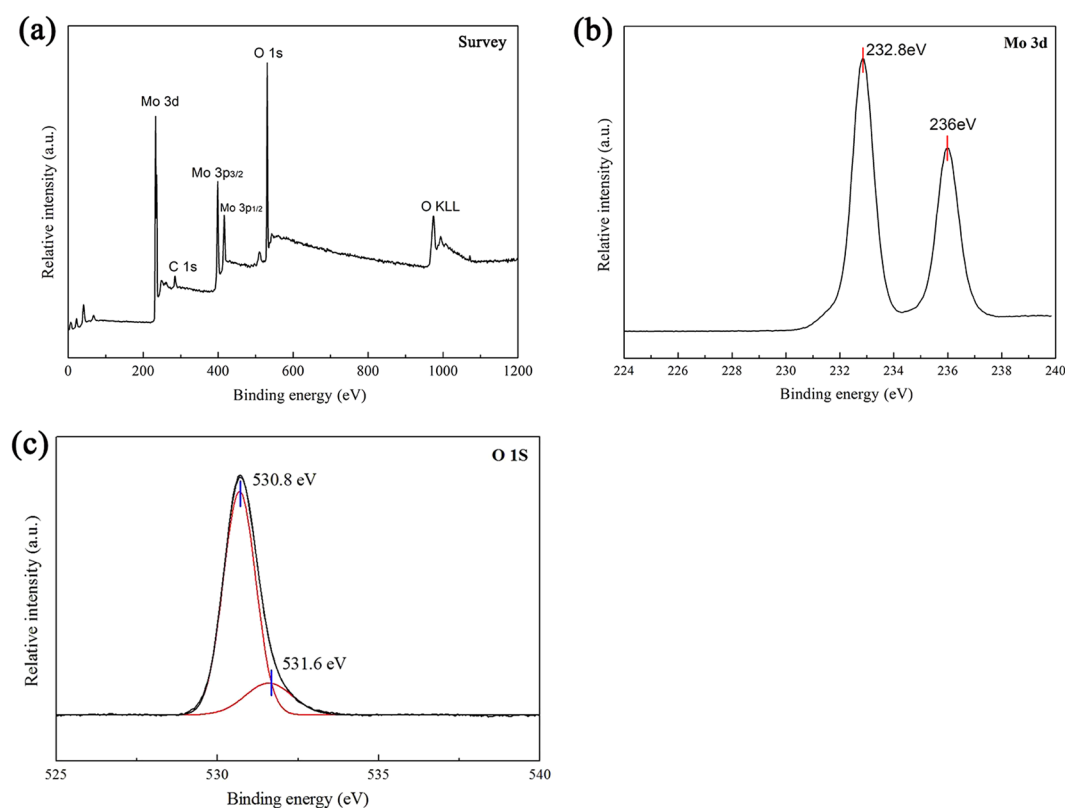 (a)
Survey
O 1s
Mo 3d
Mo 3p3/2
Mo 3p1/2
C 1s
O KLL
Relative intensity (a.u.)
0 200 400 600 800 1000 1200
Binding energy (eV)
(b)
Mo 3d
232.8eV
236eV
Relative intensity (a.u.)
224 226 228 230 232 234 236 238 240
Binding energy (eV)
(c)
O 1S
530.8 eV
531.6 eV
Relative intensity (a.u.)
525 530 535 540
Binding energy (eV)